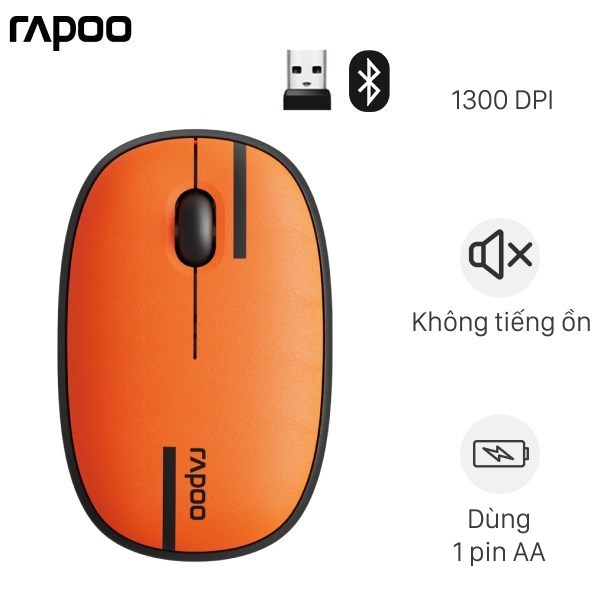 rapoo
1300 DPI
Không tiếng ồn
rapoo
Dùng
1 pin AA